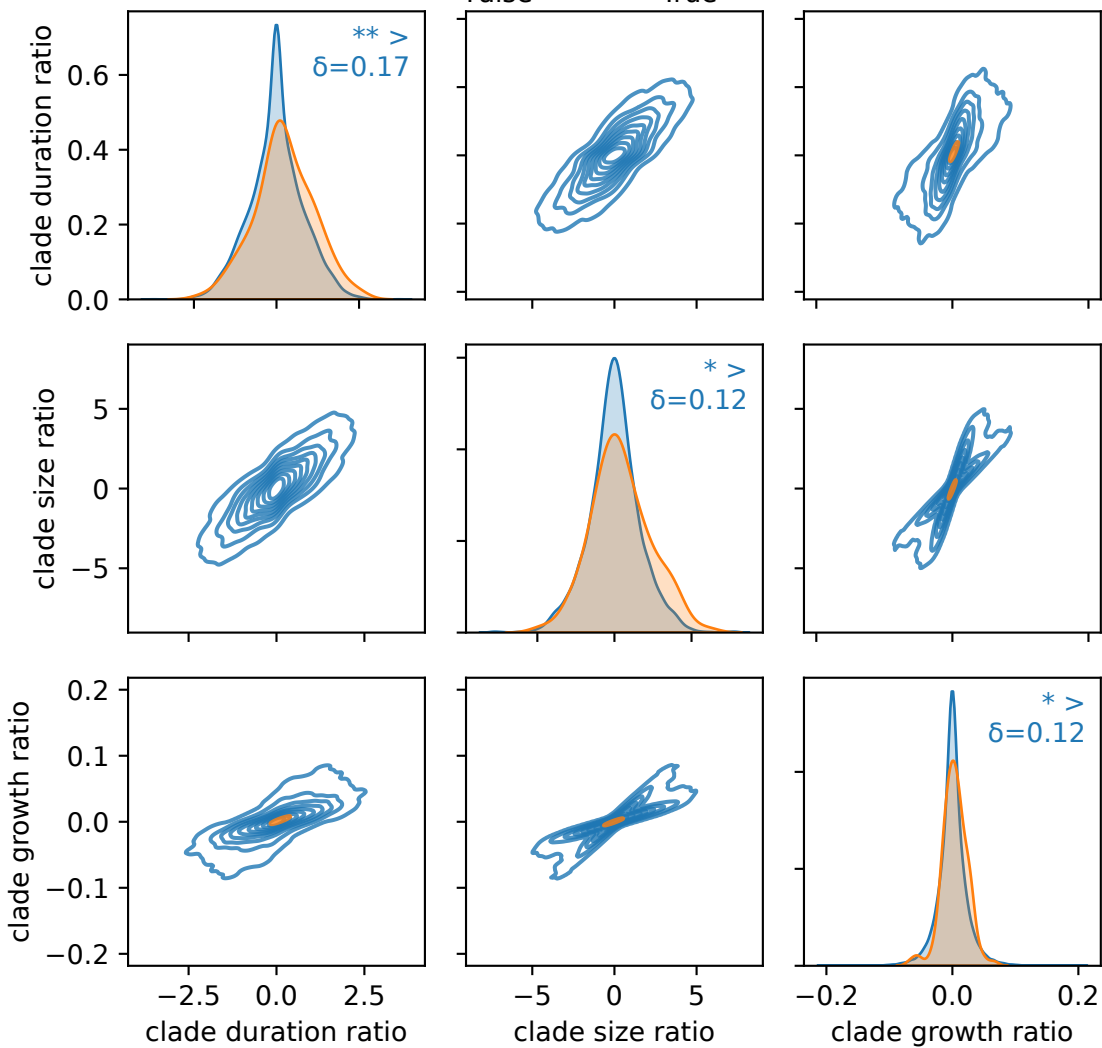 True
clade duration ratio
0.6
0.4
0.2
0.0
** >
δ=0.17
clade size ratio
5
0
−5
* >
δ=0.12
clade growth ratio
0.2
0.1
0.0
−0.1
−0.2
* >
δ=0.12
−2.5 0.0 2.5
clade duration ratio
−5 0 5
clade size ratio
−0.2 0.0 0.2
clade growth ratio